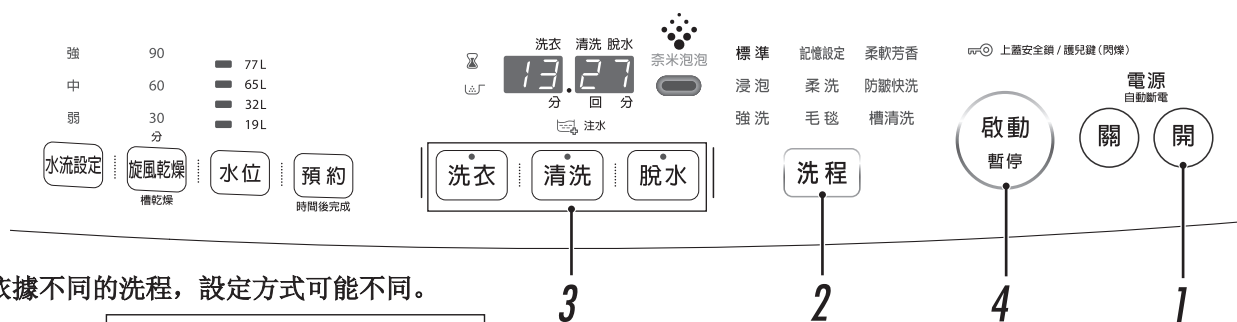 強
中
弱
水流設定
90
60
30
分
旋風乾燥
槽乾燥
77L
65L
32L
19L
水位
預約
時間後完成
洗衣 清洗 脫水
13.27
分 回 分
注水
洗衣
清洗
脫水
3
奈米泡泡
標準 記憶設定 柔軟芳香
浸泡 柔洗 防皺快洗
強洗 毛毯 槽清洗
洗程
2
上蓋安全鎖/護兒鍵(閃爍)
啟動
暫停
4
電源
自動斷電
關
開
1
依據不同的洗程，設定方式可能不同。